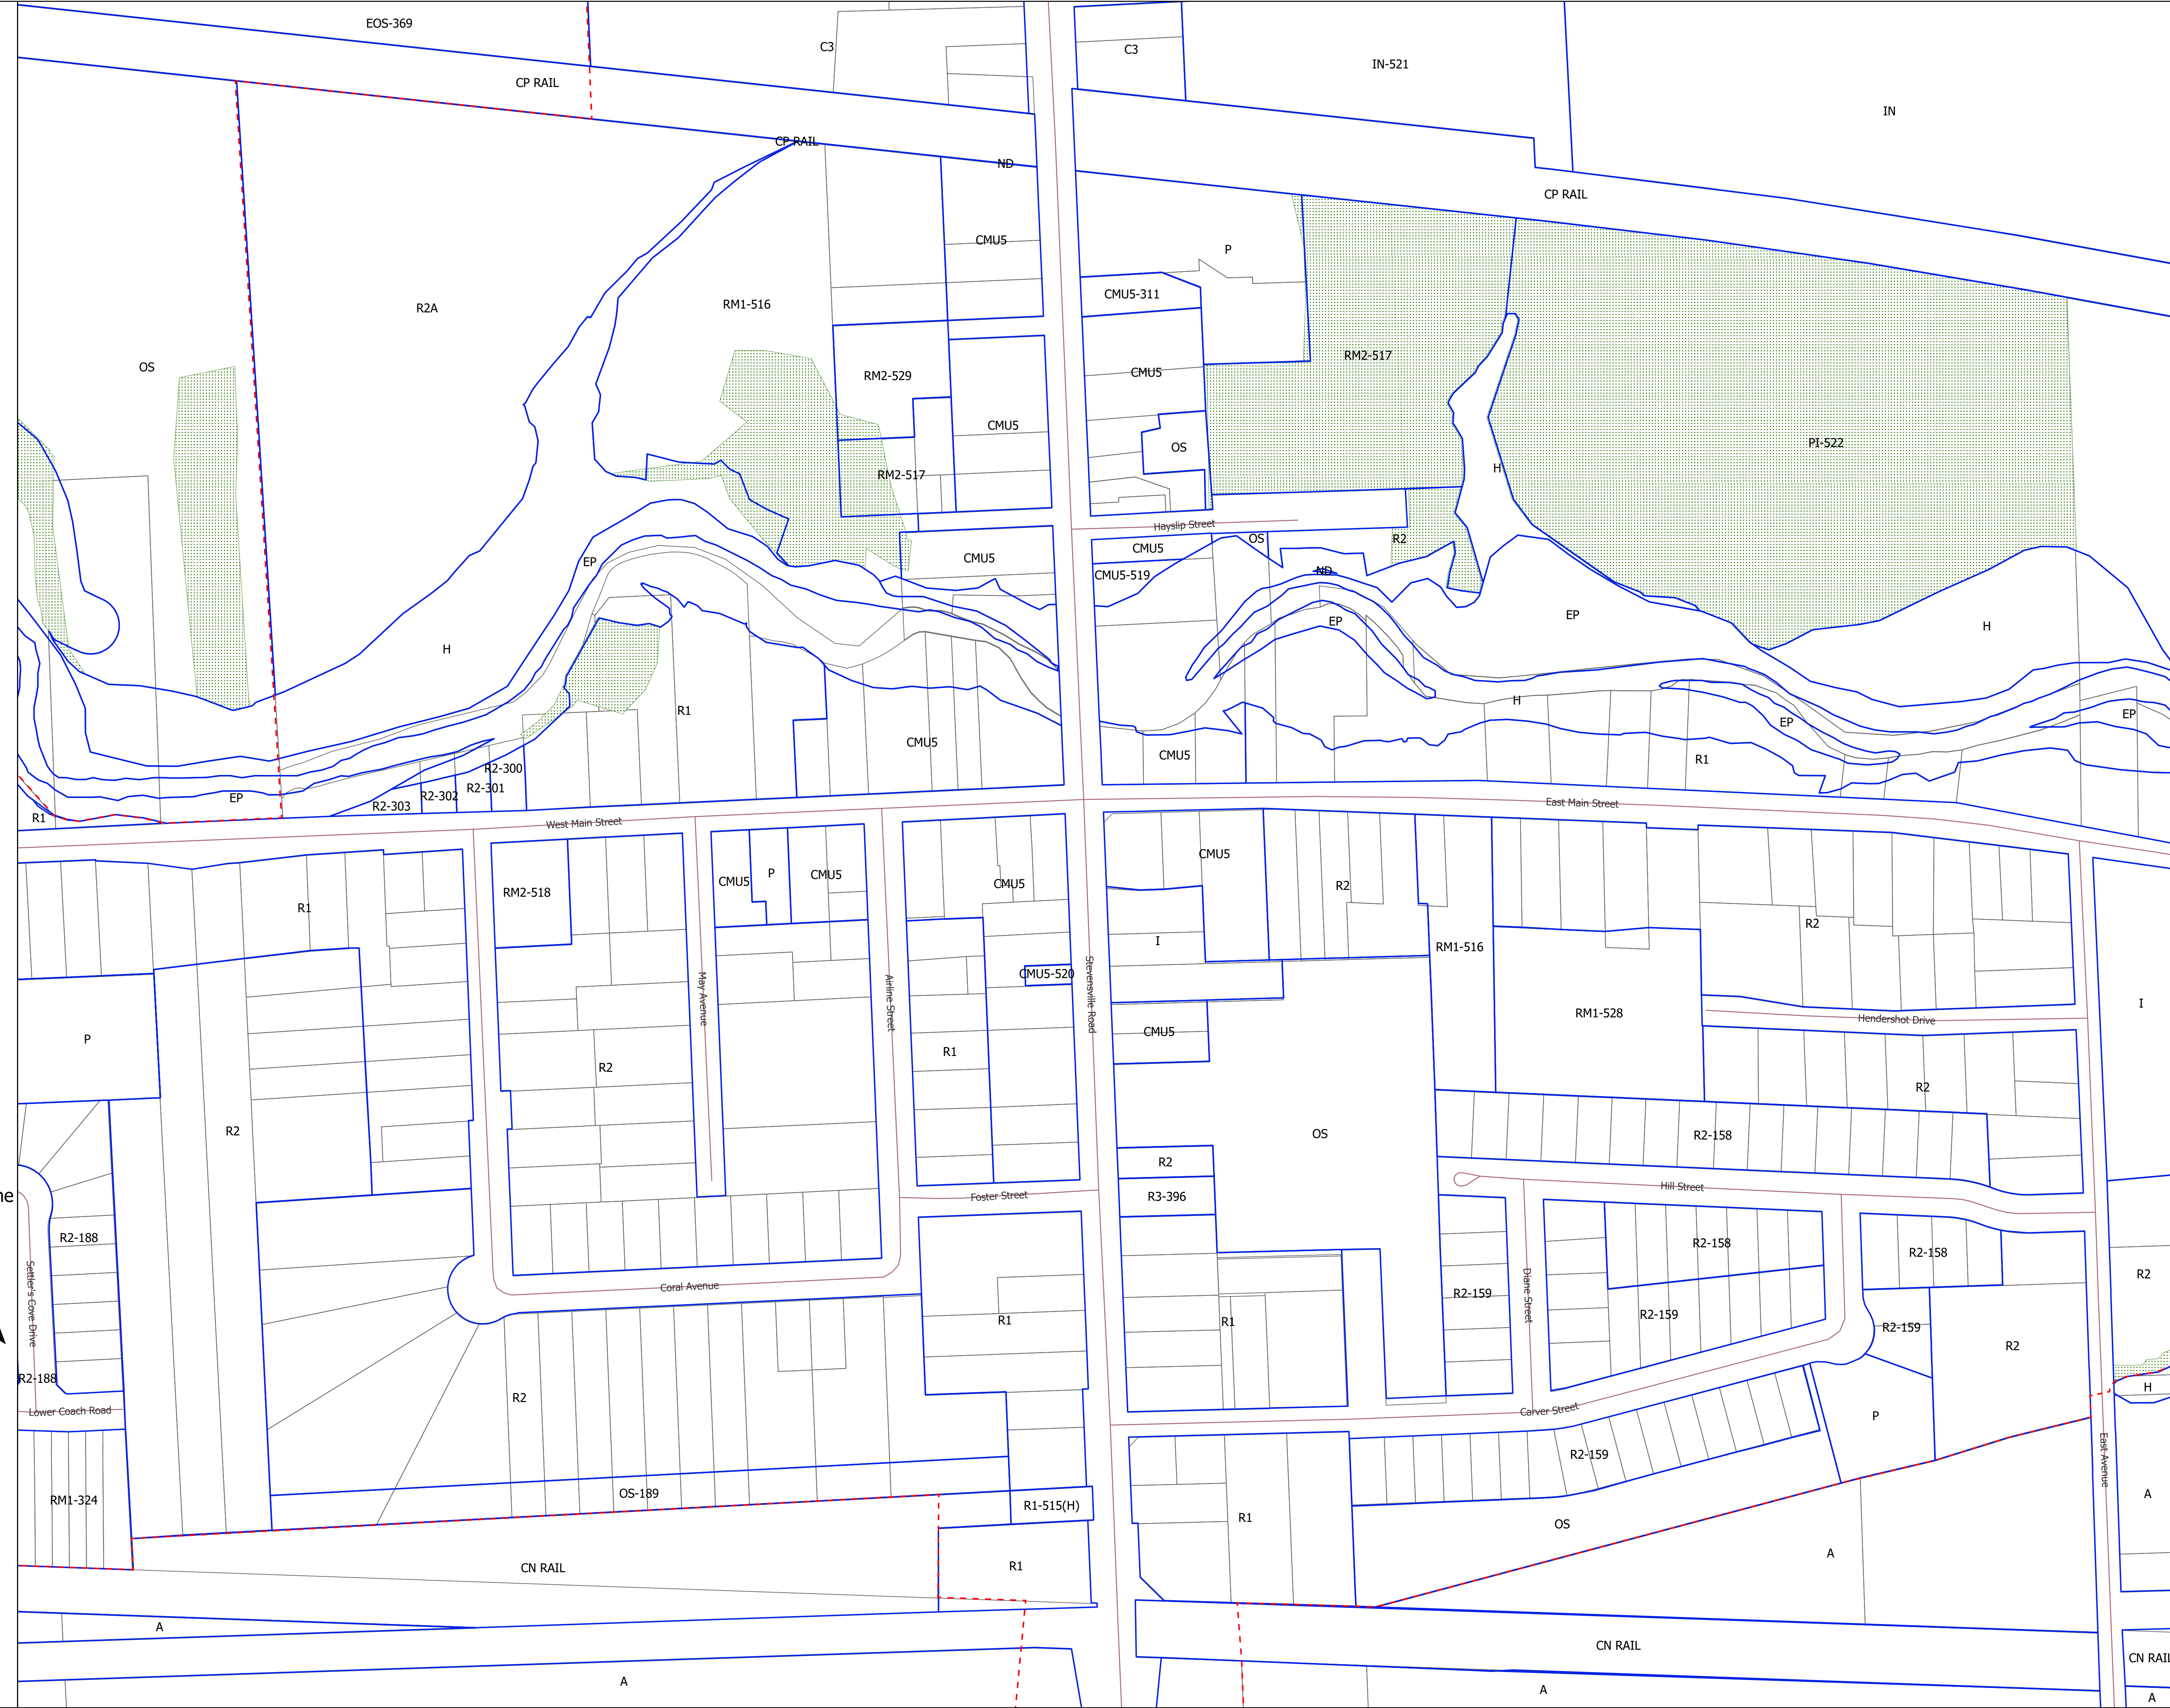 EOS-369
C3
C3
IN-521
IN
CP RAIL
CP RAIL
ND
CP RAIL
P
CMU5
R2A
RM1-516
CMU5-311
OS
RM2-529
CMU5
RM2-517
CMU5
RM2-517
OS
H
PI-522
Hayslip Street
CMU5
EP
CMU5
OS
R2
CMU5-519
ND
EP
EP
H
H
R1
H
CMU5
CMU5
EP
EP
R1
R2-300
R2-301
R2-302
R2-303
EP
R1
West Main Street
East Main Street
R1
RM2-518
CMU5
P
CMU5
CMU5
CMU5
R2
R2
I
RM1-516
CMU5-520
May Avenue
Airline Street
Stevensville Road
I
P
R2
CMU5
R1
RM1-528
Hendershot Drive
R2
R2
OS
R2-158
R2
R3-396
Foster Street
Hill Street
ne
R2-188
Settler's Cove Drive
Coral Avenue
R2-158
R2-158
R2
R2-159
Diane Street
R2-159
R2-159
R1
R1
R2
R2-188
Lower Coach Road
R2
H
Carver Street
P
R2-159
East Avenue
RM1-324
OS-189
R1-515(H)
R1
OS
A
CN RAIL
R1
A
A
CN RAIL
CN RAIL
A
A
A